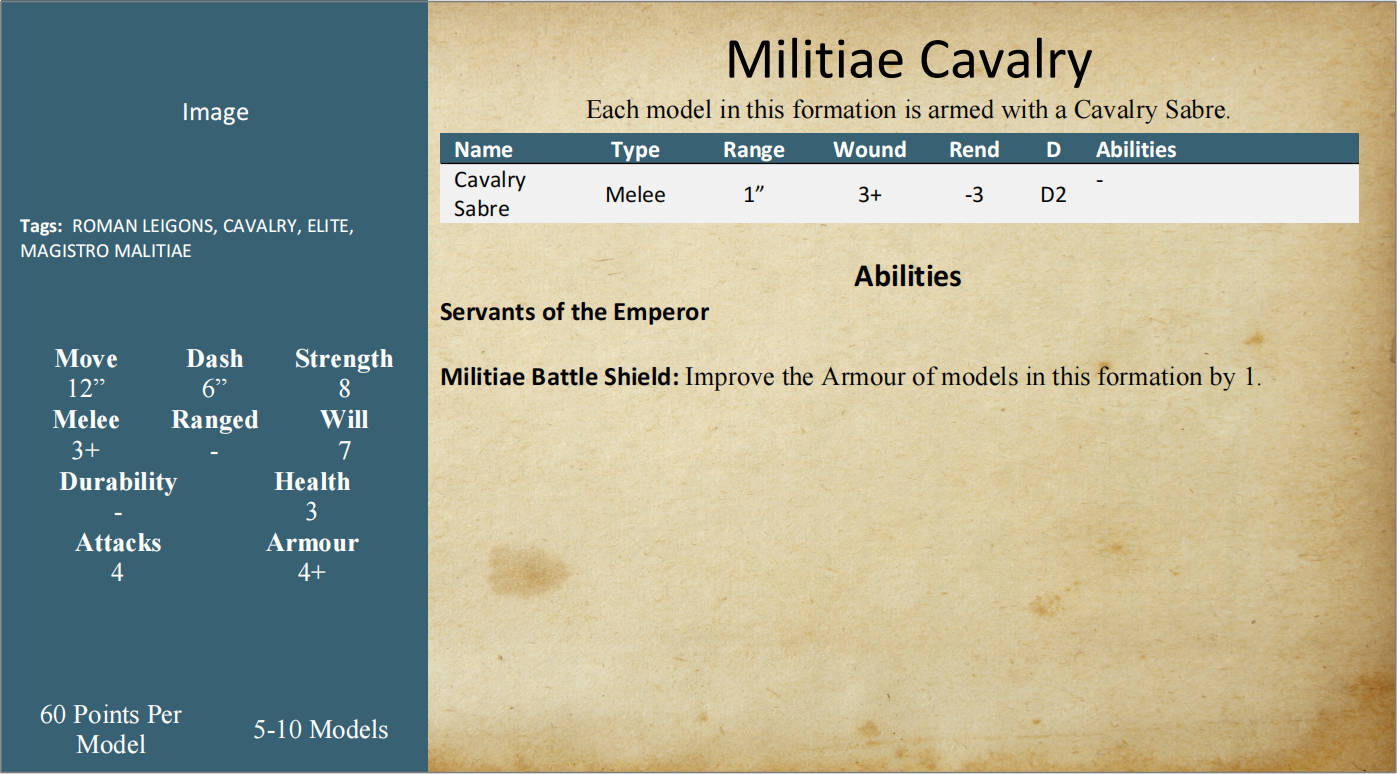 Image
Tags: ROMAN LEIGONS, CAVALRY, ELITE,
MAGISTRO MALITIAE
Move Dash Strength
12” 6” 8
Melee Ranged Will
3+ - 7
Durability Health
- 3
Attacks Armour
4 4+
60 Points Per
Model
5-10 Models
Militiae Cavalry
Each model in this formation is armed with a Cavalry Sabre.
Name Type Range Wound Rend D Abilities
Cavalry
Sabre
Melee 1” 3+ -3 D2 -
Abilities
Servants of the Emperor
Militiae Battle Shield: Improve the Armour of models in this formation by 1.